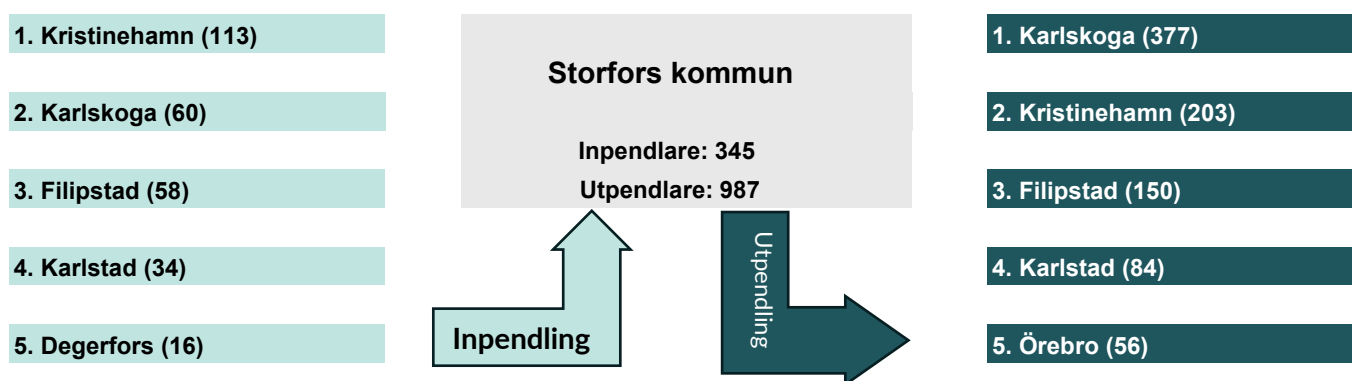 1. Kristinehamn (113)
2. Karlskoga (60)
3. Filipstad (58)
4. Karlstad (34)
5. Degerfors (16)
Storfors kommun
Inpendlare: 345
Utpendlare: 987
Inpendling
Utpendling
1. Karlskoga (377)
2. Kristinehamn (203)
3. Filipstad (150)
4. Karlstad (84)
5. Örebro (56)